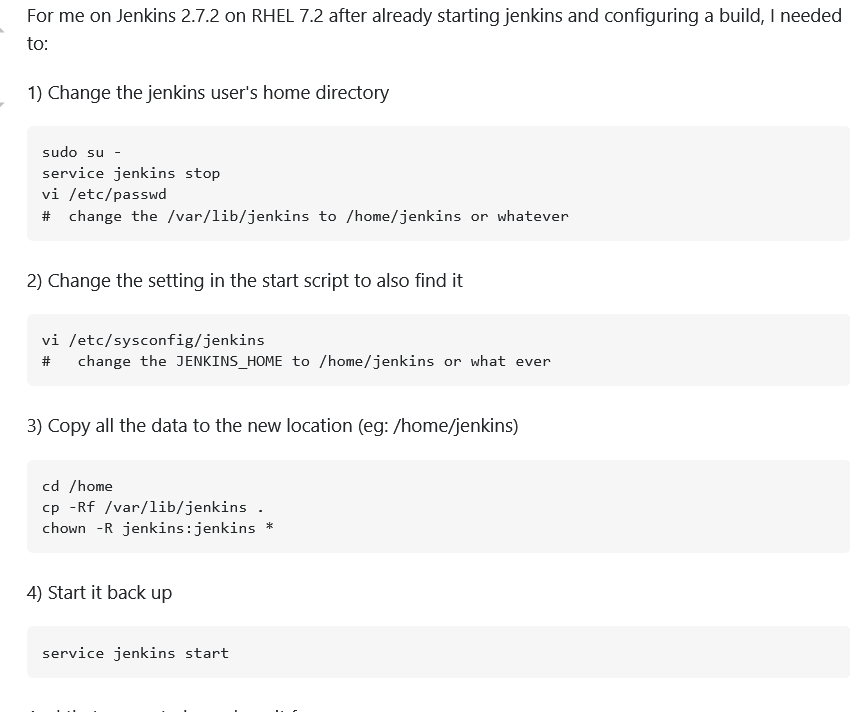 For me on Jenkins 2.7.2 on RHEL 7.2 after already starting jenkins and configuring a build, I needed
to:
1) Change the jenkins user's home directory
sudo su -
service jenkins stop
vi /etc/passwd
#  change the /var/lib/jenkins to /home/jenkins or whatever
2) Change the setting in the start script to also find it
vi /etc/sysconfig/jenkins
#   change the JENKINS_HOME to /home/jenkins or what ever
3) Copy all the data to the new location (eg: /home/jenkins)
cd /home
cp -Rf /var/lib/jenkins .
chown -R jenkins:jenkins *
4) Start it back up
service jenkins start